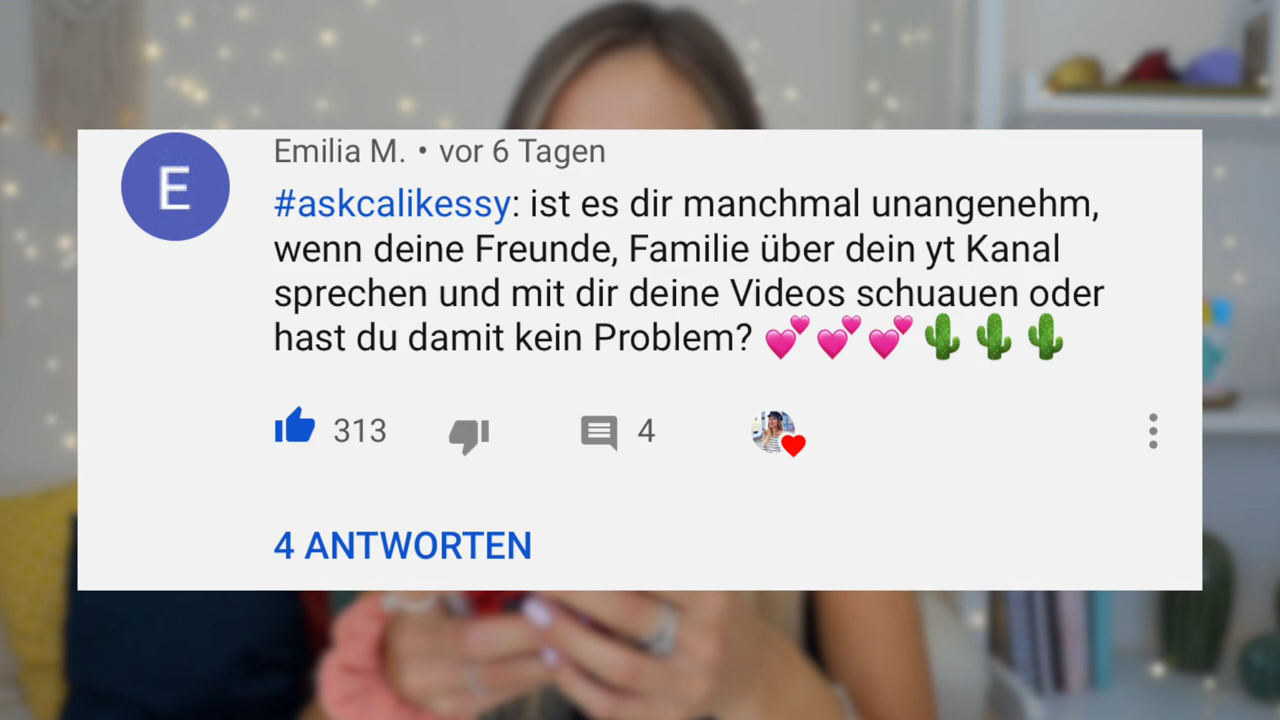 E
Emilia M. • vor 6 Tagen
#askcalikessy: ist es dir manchmal unangenehm,
wenn deine Freunde, Familie über dein yt Kanal
sprechen und mit dir deine Videos schuauen oder
hast du damit kein Problem? 💕💕💕🌵🌵🌵
313 4
4 ANTWORTEN